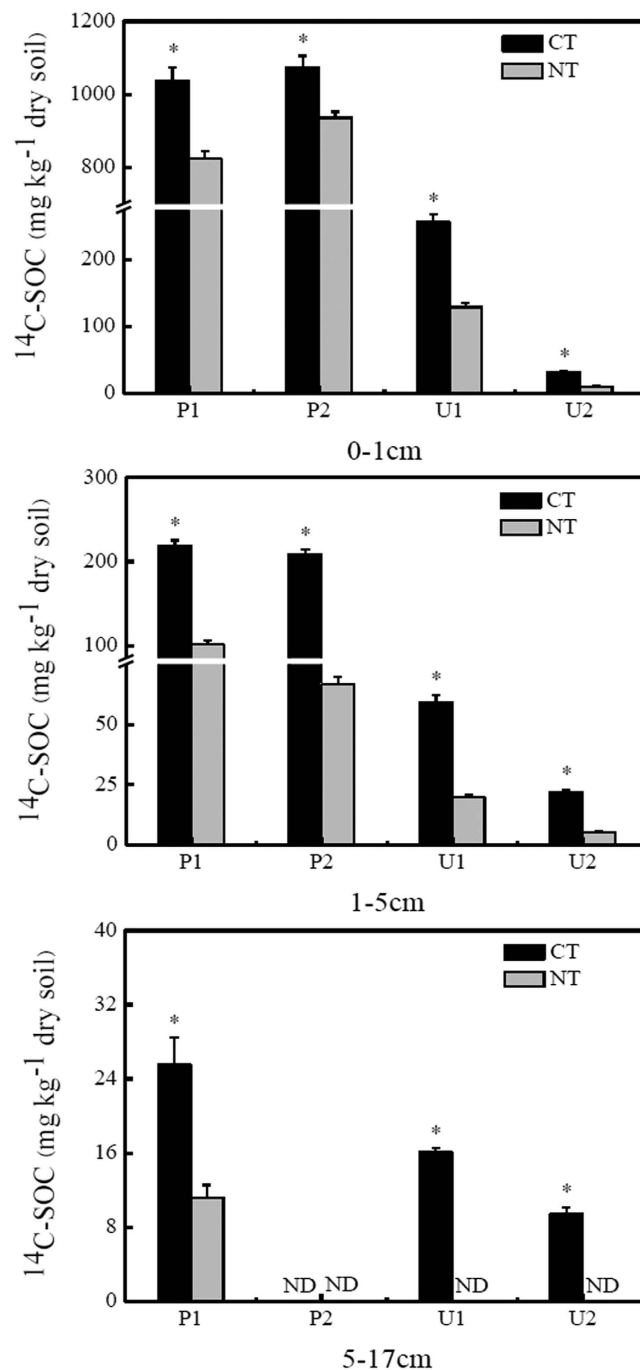 1200
1000
800
200
100
0
¹⁴C-SOC (mg kg⁻¹ dry soil)
CT
NT
*
*
*
*
P1 P2 U1 U2
0-1cm
300
200
100
50
25
0
¹⁴C-SOC (mg kg⁻¹ dry soil)
CT
NT
*
*
*
*
P1 P2 U1 U2
1-5cm
40
32
24
16
8
0
¹⁴C-SOC (mg kg⁻¹ dry soil)
CT
NT
*
*
*
ND ND ND ND
P1 P2 U1 U2
5-17cm